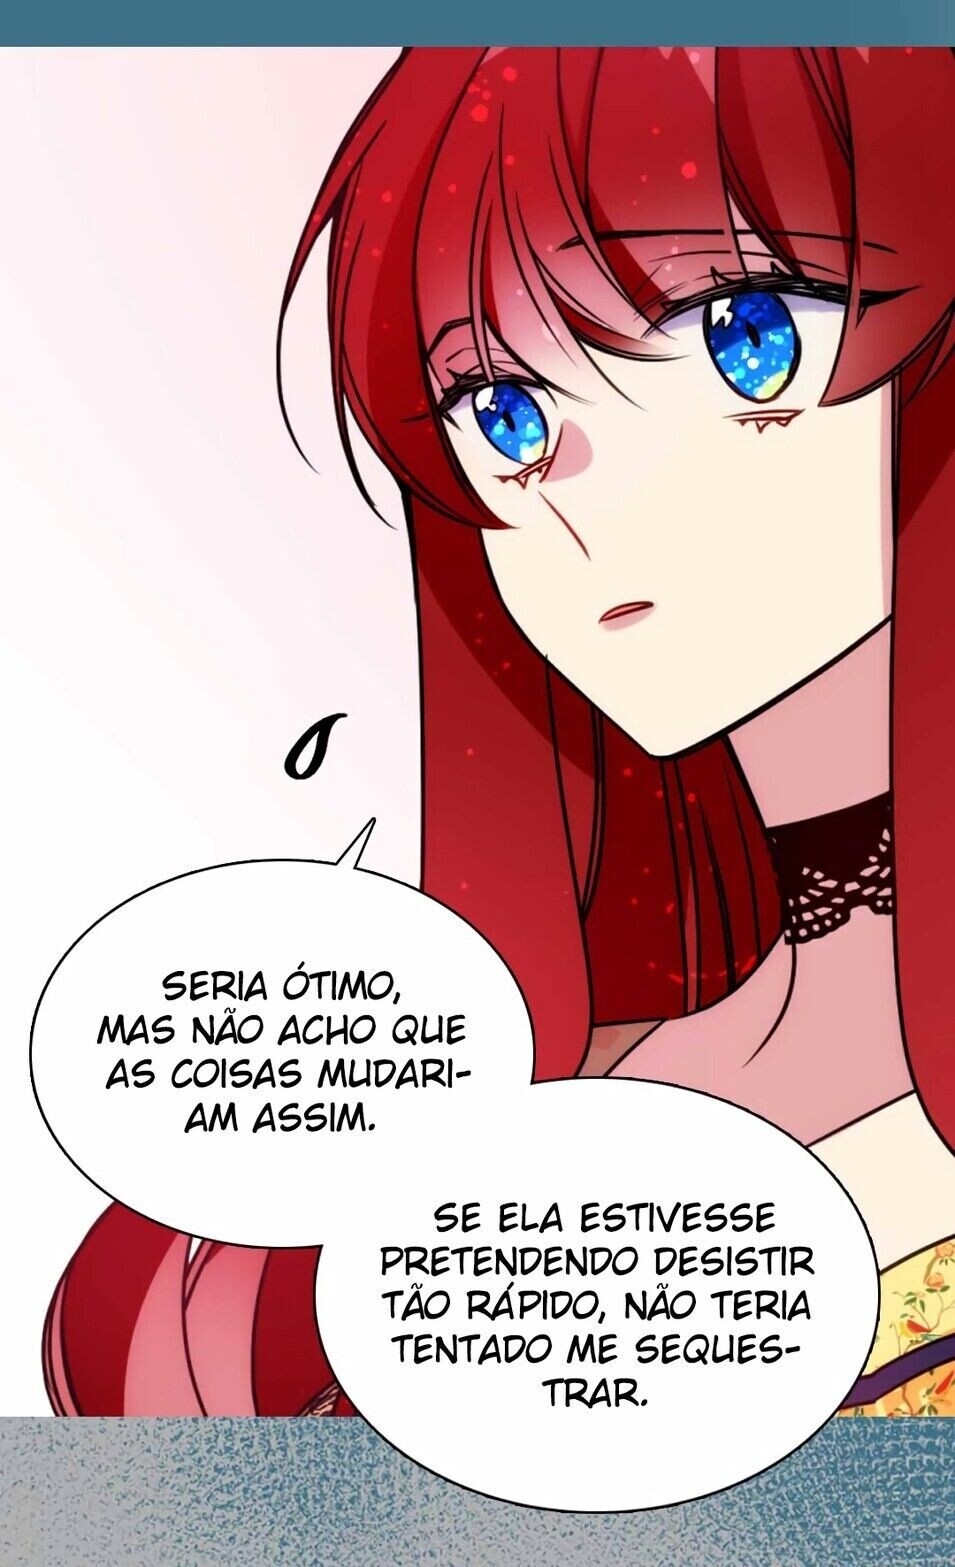 SERIA ÓTIMO,
MAS NÃO ACHO QUE
AS COISAS MUDARI-
AM ASSIM.
SE ELA ESTIVESSE
PRETENDENDO DESISTIR
TÃO RÁPIDO, NÃO TERIA
TENTADO ME SEQUES-
TRAR.